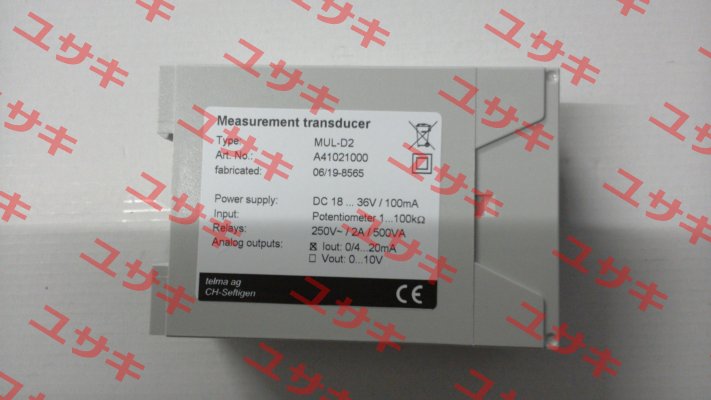 Measurement transducer
Type: MUL-D2
Art. No.: A41021000
fabricated: 06/19-8565
Power supply: DC 18 ... 36V / 100mA
Input: Potentiometer 1...100kΩ
Relays: 250V~ / 2A / 500VA
Analog outputs: ☒ Iout: 0/4...20mA
☐ Vout: 0...10V
telma ag
CH-Seftigen
CE
ユサキ